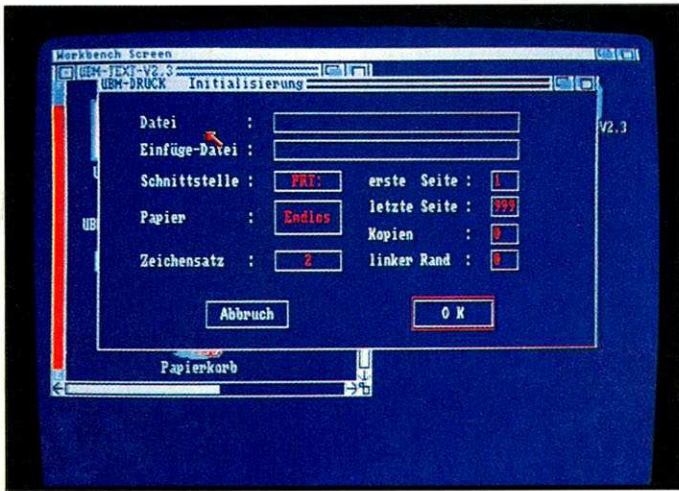 Workbench Screen
UBM-TEXT-V2.3
UBM-DRUCK Initialisierung
V2.3
Datei :
Einfüge-Datei :
Schnittstelle : PRT: erste Seite : 1
letzte Seite : 999
Papier : Endlos
Kopien : 0
Zeichensatz : 2 linker Rand : 0
Abbruch O K
Papierkorb